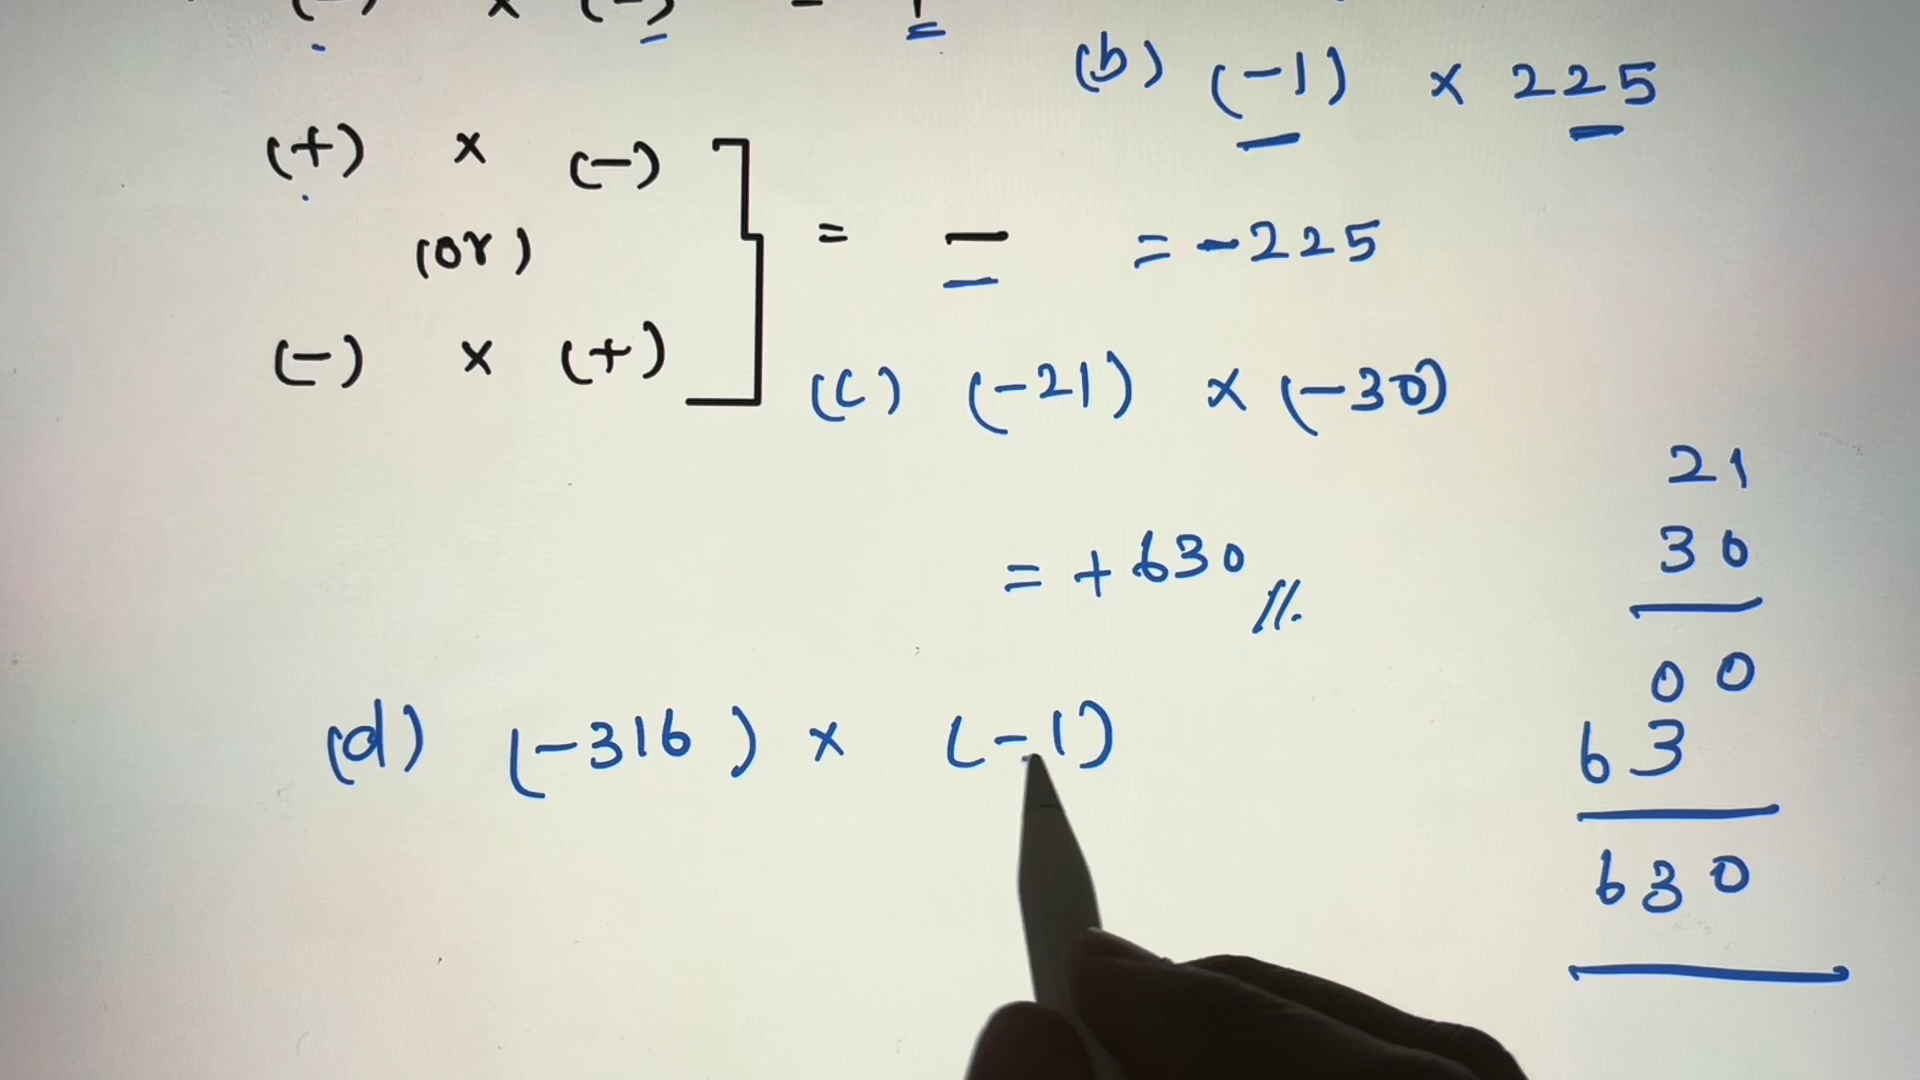 (-) × (-) = +
(b) (-1) × 225
(+) × (-)
(or) = - = -225
(-) × (+)
(c) (-21) × (-30)
= +630 //.
21
30
00
63
630
(d) (-316) × (-1)